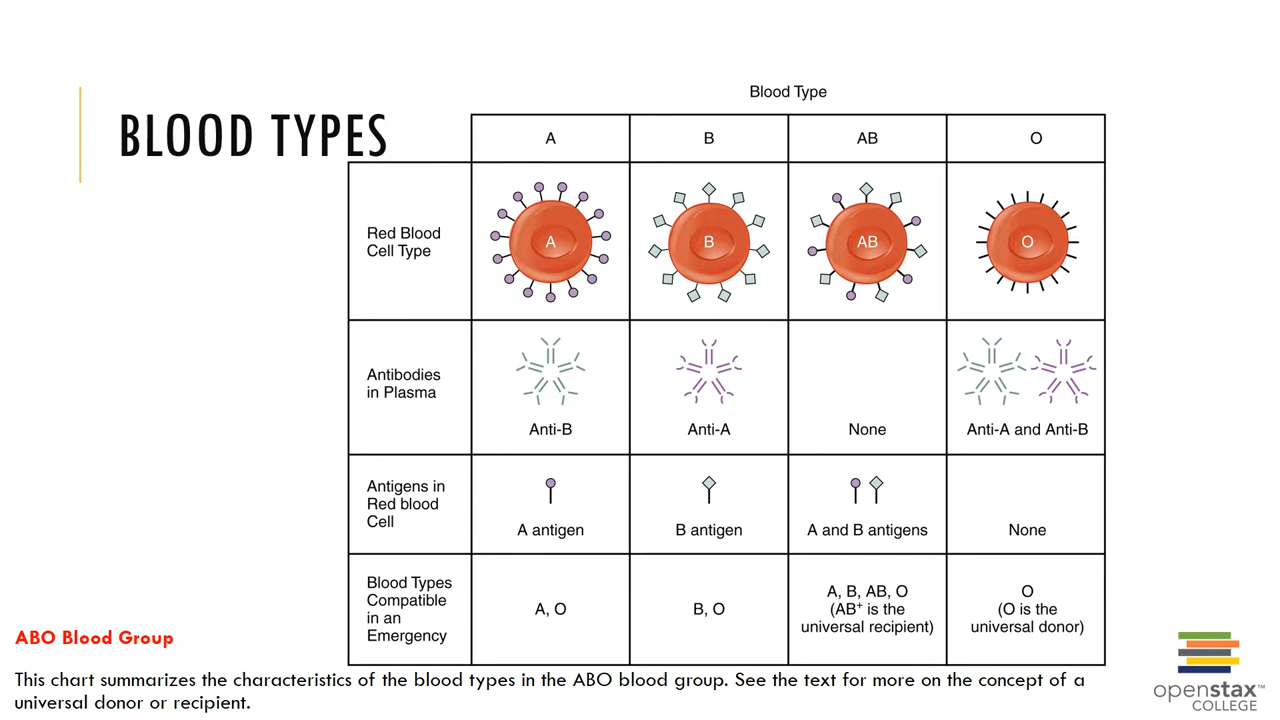 BLOOD TYPES
Blood Type
A
B
AB
O
Red Blood
Cell Type
A
B
AB
O
Antibodies
in Plasma
Anti-B
Anti-A
None
Anti-A and Anti-B
Antigens in
Red blood
Cell
A antigen
B antigen
A and B antigens
None
Blood Types
Compatible
in an
Emergency
A, O
B, O
A, B, AB, O
(AB⁺ is the
universal recipient)
O
(O is the
universal donor)
ABO Blood Group
This chart summarizes the characteristics of the blood types in the ABO blood group. See the text for more on the concept of a
universal donor or recipient.
openstax™
COLLEGE